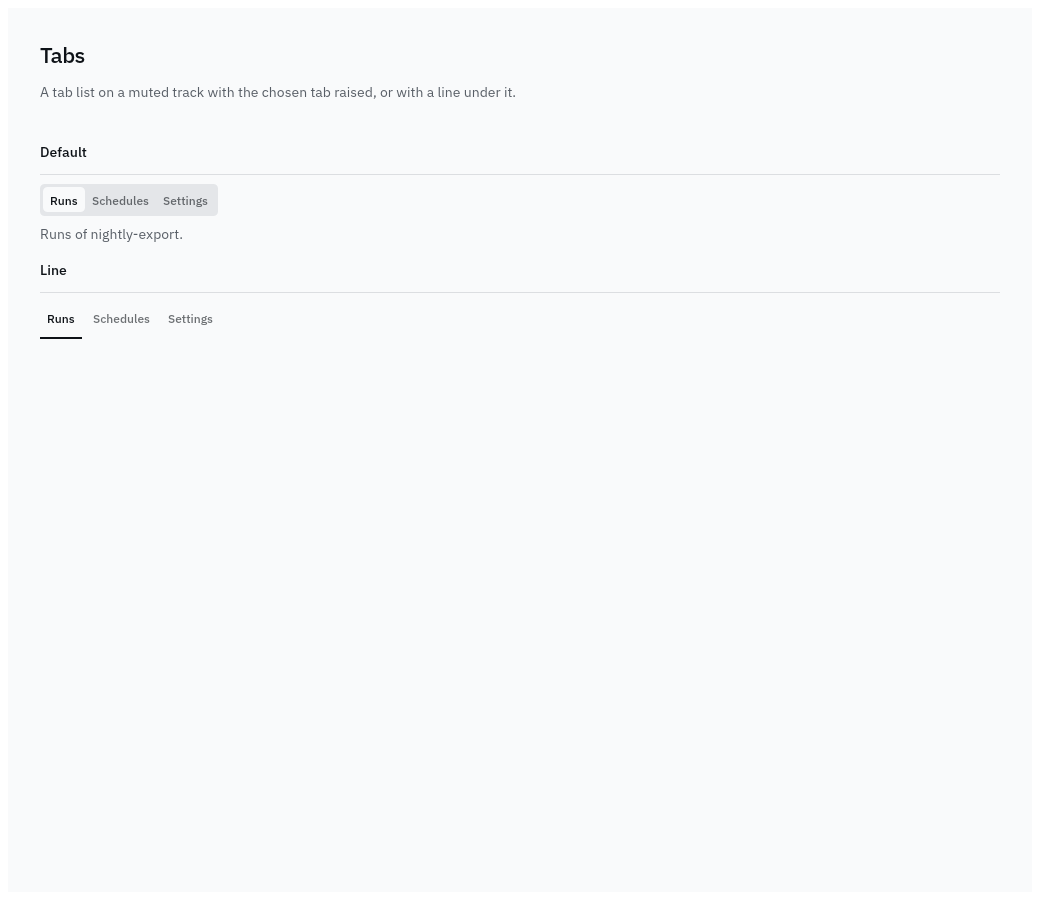 Tabs
A tab list on a muted track with the chosen tab raised, or with a line under it.
Default
Runs Schedules Settings
Runs of nightly-export.
Line
Runs Schedules Settings